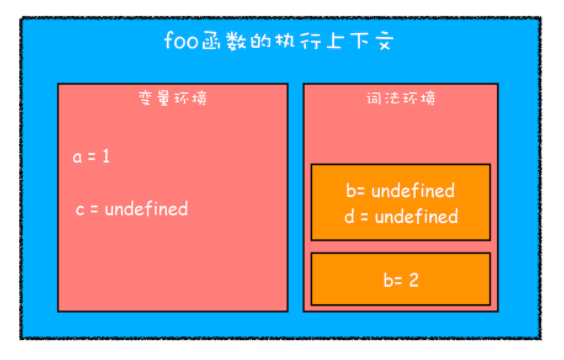 foo函数的执行上下文
变量环境
a = 1
c = undefined
词法环境
b= undefined
d = undefined
b= 2